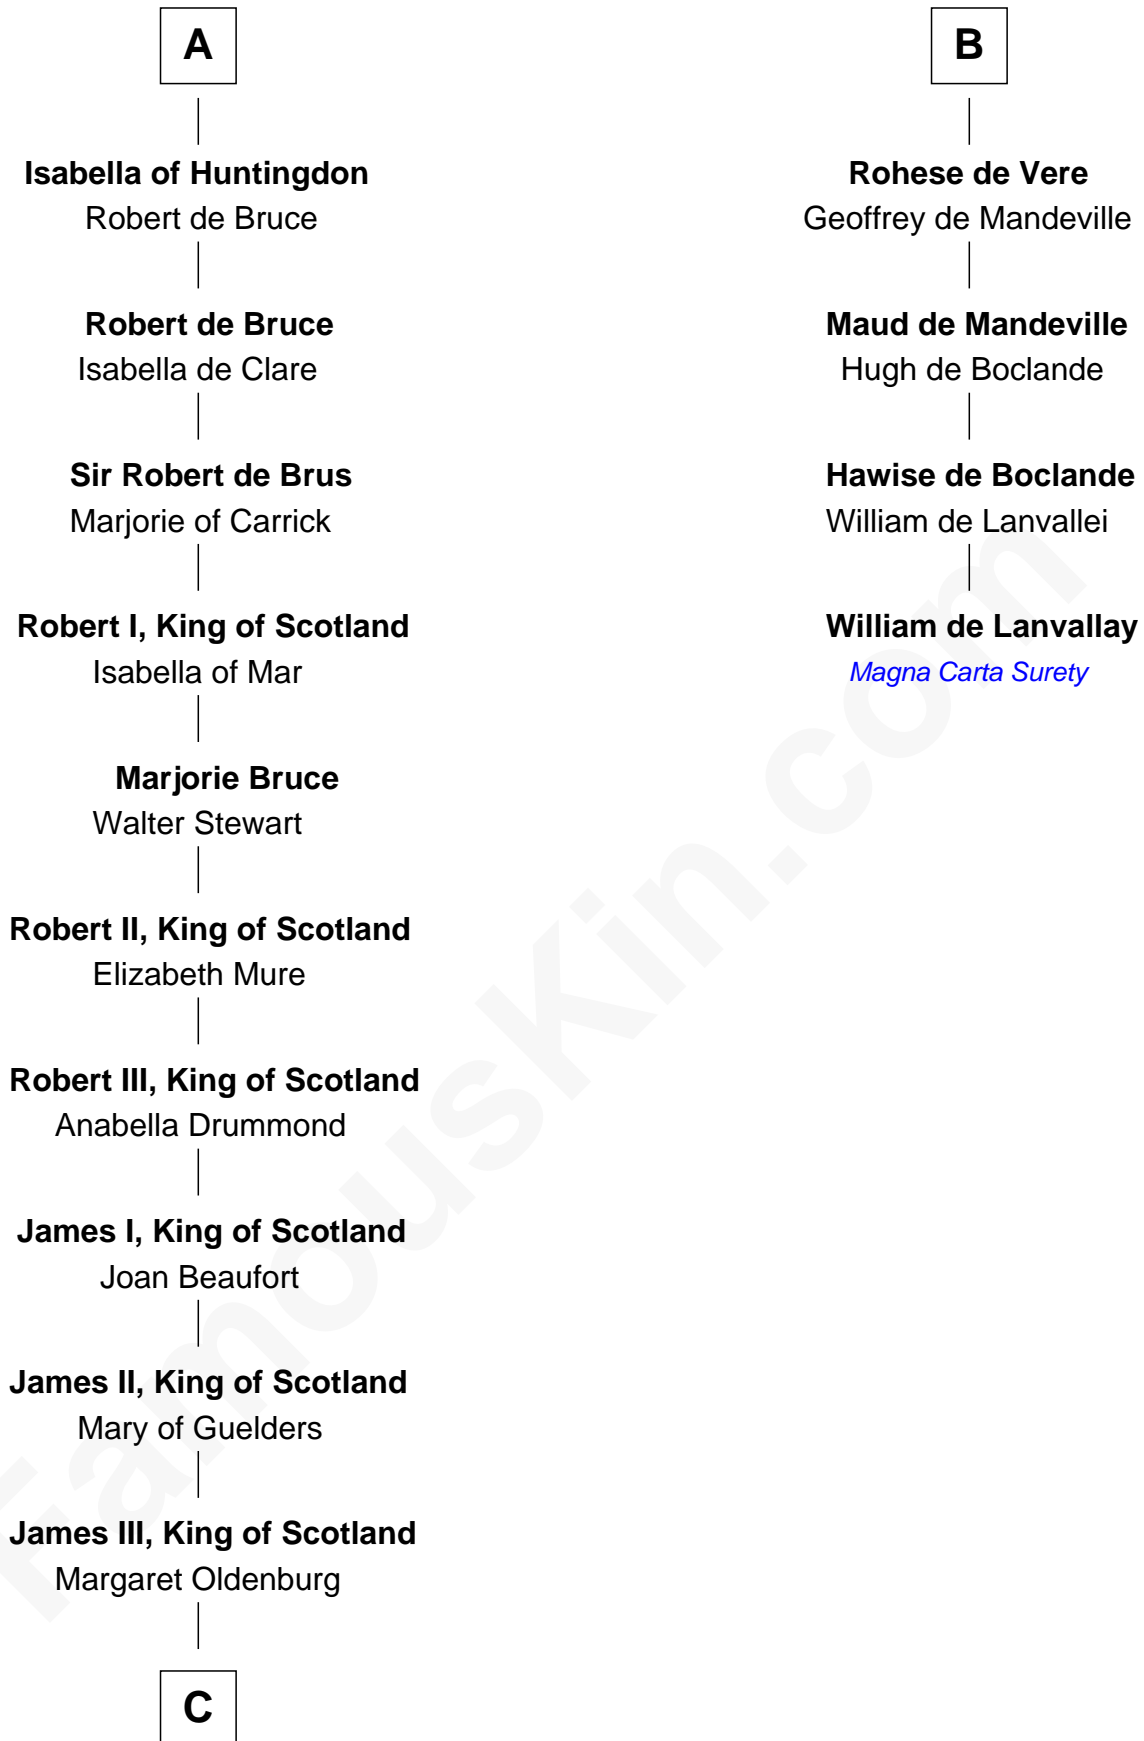 A
Isabella of Huntingdon
Robert de Bruce
Robert de Bruce
Isabella de Clare
Sir Robert de Brus
Marjorie of Carrick
Robert I, King of Scotland
Isabella of Mar
Marjorie Bruce
Walter Stewart
Robert II, King of Scotland
Elizabeth Mure
Robert III, King of Scotland
Anabella Drummond
James I, King of Scotland
Joan Beaufort
James II, King of Scotland
Mary of Guelders
James III, King of Scotland
Margaret Oldenburg
C
B
Rohese de Vere
Geoffrey de Mandeville
Maud de Mandeville
Hugh de Boclande
Hawise de Boclande
William de Lanvallei
William de Lanvallay
Magna Carta Surety
FamousKin.com